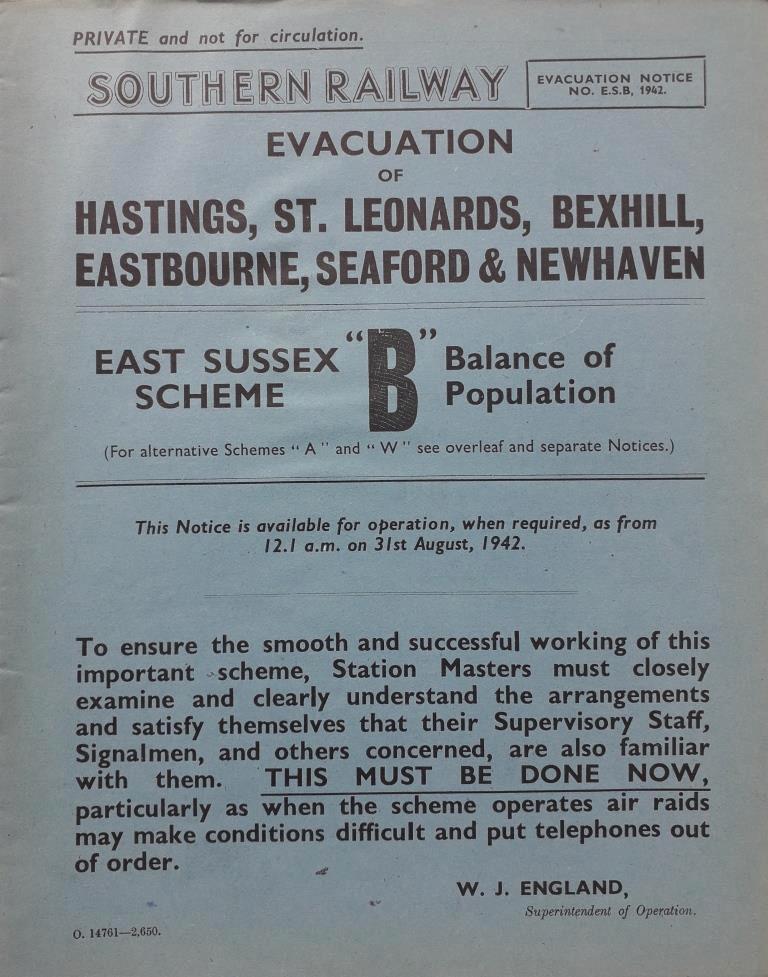 PRIVATE and not for circulation.
SOUTHERN RAILWAY
EVACUATION NOTICE
NO. E.S.B, 1942.
EVACUATION
OF
HASTINGS, ST. LEONARDS, BEXHILL,
EASTBOURNE, SEAFORD & NEWHAVEN
EAST SUSSEX
SCHEME
“B”
Balance of
Population
(For alternative Schemes “A” and “W” see overleaf and separate Notices.)
This Notice is available for operation, when required, as from
12.1 a.m. on 31st August, 1942.
To ensure the smooth and successful working of this
important scheme, Station Masters must closely
examine and clearly understand the arrangements
and satisfy themselves that their Supervisory Staff,
Signalmen, and others concerned, are also familiar
with them. THIS MUST BE DONE NOW,
particularly as when the scheme operates air raids
may make conditions difficult and put telephones out
of order.
W. J. ENGLAND,
Superintendent of Operation.
O. 14761—2,650.